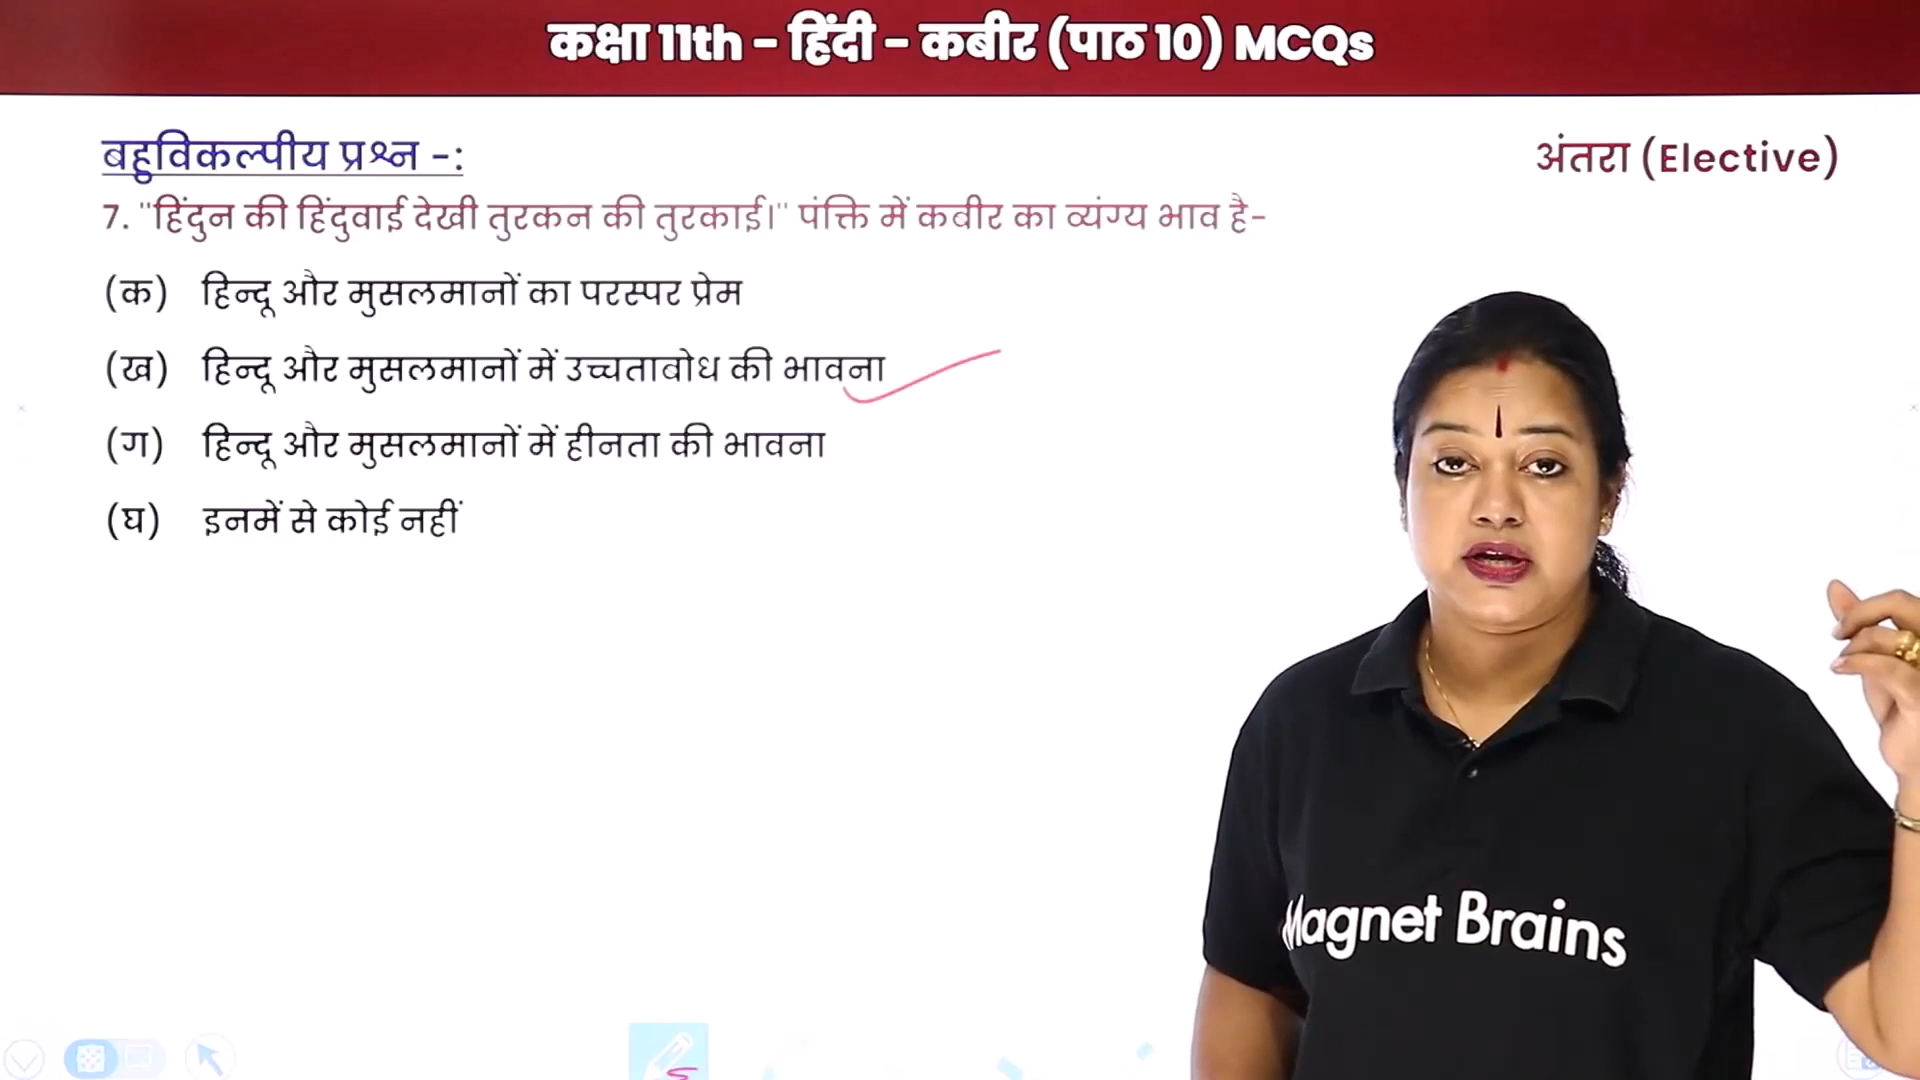 कक्षा 11th - हिंदी - कबीर (पाठ 10) MCQs
बहुविकल्पीय प्रश्न -:
अंतरा (Elective)
7. "हिंदुन की हिंदुवाई देखी तुरकन की तुरकाई।" पंक्ति में कबीर का व्यंग्य भाव है-
(क) हिन्दू और मुसलमानों का परस्पर प्रेम
(ख) हिन्दू और मुसलमानों में उच्चताबोध की भावना
(ग) हिन्दू और मुसलमानों में हीनता की भावना
(घ) इनमें से कोई नहीं
Magnet Brains